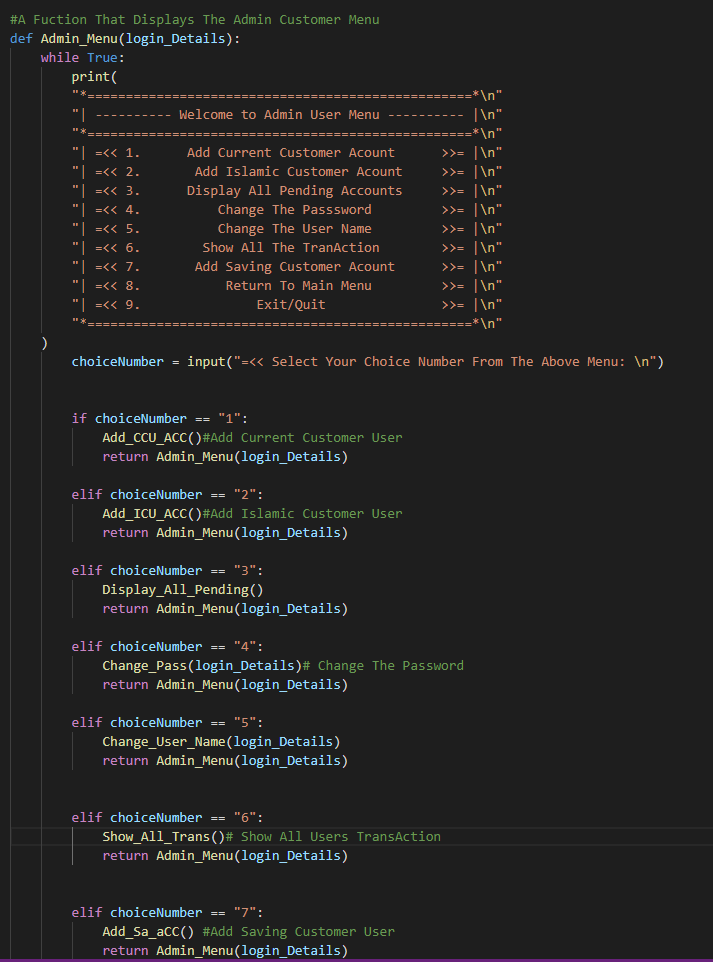 #A Fuction That Displays The Admin Customer Menu
def Admin_Menu(login_Details):
    while True:
        print(
        "*==================================================*\n"
        "| ---------- Welcome to Admin User Menu ---------- |\n"
        "*==================================================*\n"
        "| =<< 1.      Add Current Customer Acount      >>= |\n"
        "| =<< 2.       Add Islamic Customer Acount     >>= |\n"
        "| =<< 3.      Display All Pending Accounts     >>= |\n"
        "| =<< 4.          Change The Passsword         >>= |\n"
        "| =<< 5.          Change The User Name         >>= |\n"
        "| =<< 6.        Show All The TranAction        >>= |\n"
        "| =<< 7.       Add Saving Customer Acount      >>= |\n"
        "| =<< 8.           Return To Main Menu         >>= |\n"
        "| =<< 9.               Exit/Quit               >>= |\n"
        "*==================================================*\n"
    )
        choiceNumber = input("=<< Select Your Choice Number From The Above Menu: \n")
        if choiceNumber == "1":
            Add_CCU_ACC()#Add Current Customer User
            return Admin_Menu(login_Details)
        elif choiceNumber == "2":
            Add_ICU_ACC()#Add Islamic Customer User
            return Admin_Menu(login_Details)
        elif choiceNumber == "3":
            Display_All_Pending()
            return Admin_Menu(login_Details)
        elif choiceNumber == "4":
            Change_Pass(login_Details)# Change The Password
            return Admin_Menu(login_Details)
        elif choiceNumber == "5":
            Change_User_Name(login_Details)
            return Admin_Menu(login_Details)
        elif choiceNumber == "6":
            Show_All_Trans()# Show All Users TransAction
            return Admin_Menu(login_Details)
        elif choiceNumber == "7":
            Add_Sa_aCC() #Add Saving Customer User
            return Admin_Menu(login_Details)